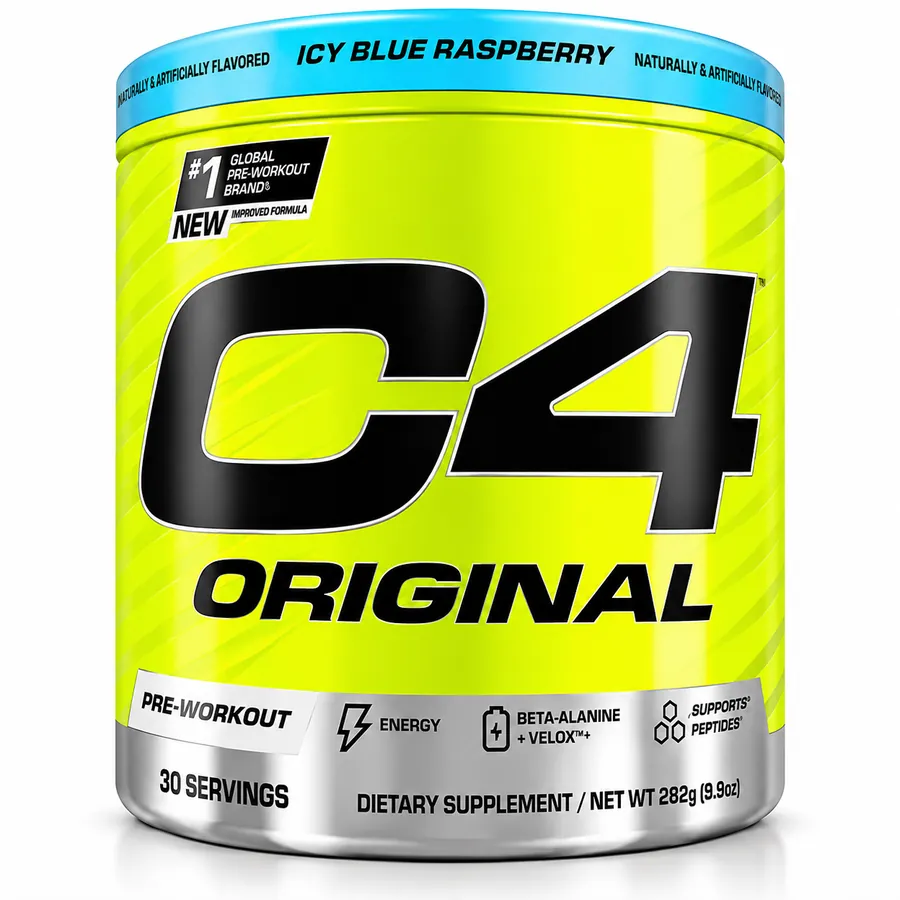 NATURALLY & ARTIFICIALLY FLAVORED ICY BLUE RASPBERRY NATURALLY & ARTIFICIALLY FLAVORED
#1 GLOBAL
PRE-WORKOUT
BRAND
NEW IMPROVED FORMULA
C4™
ORIGINAL
PRE-WORKOUT
ENERGY
BETA-ALANINE
+ VELOX™+
SUPPORTS
PEPTIDES
30 SERVINGS
DIETARY SUPPLEMENT / NET WT 282g (9.9oz)